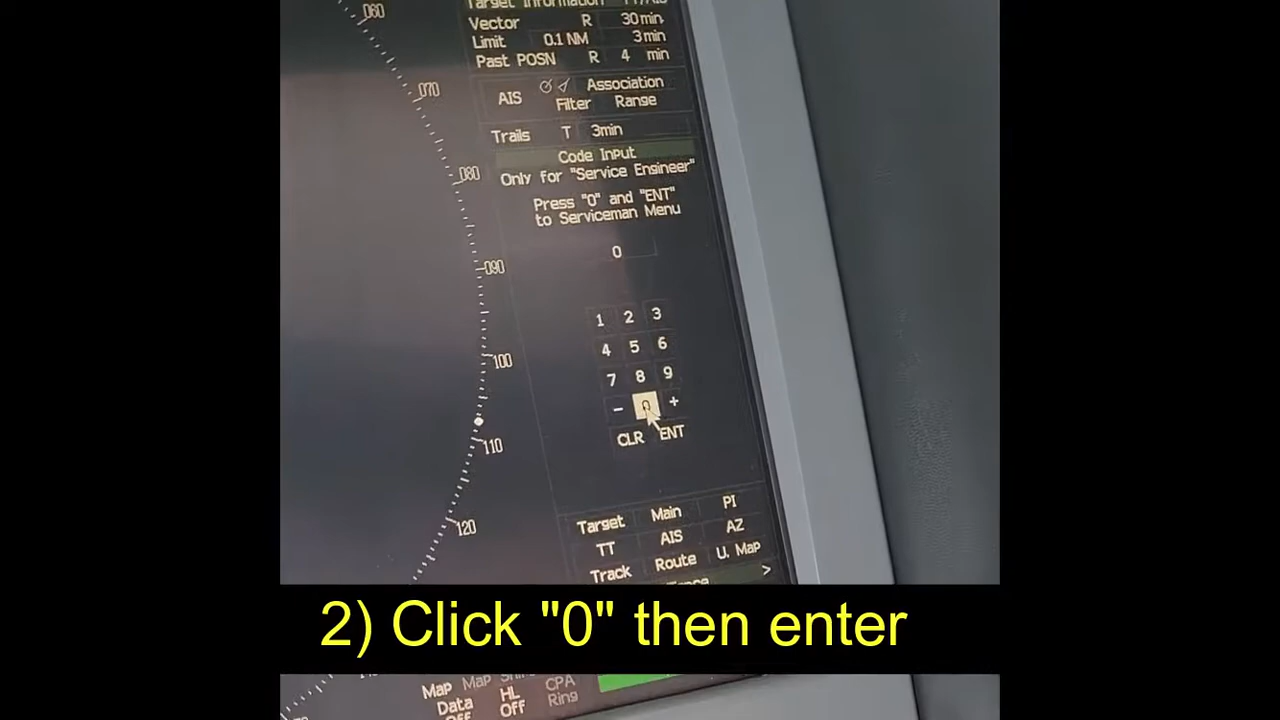 060
Target Information TT/AIS
Vector R 30min
Limit 0.1 NM 3min
Past POSN R 4 min
070
AIS Association
Filter Range
Trails T 3min
Code Input
080
Only for "Service Engineer"
Press "0" and "ENT"
to Serviceman Menu
0
090
1 2 3
4 5 6
100
7 8 9
- 0 +
CLR ENT
110
Target Main PI
120
TT AIS AZ
Track Route U. Map
>
2) Click "0" then enter
Map Map CPA
Data HL Ring
Off Off